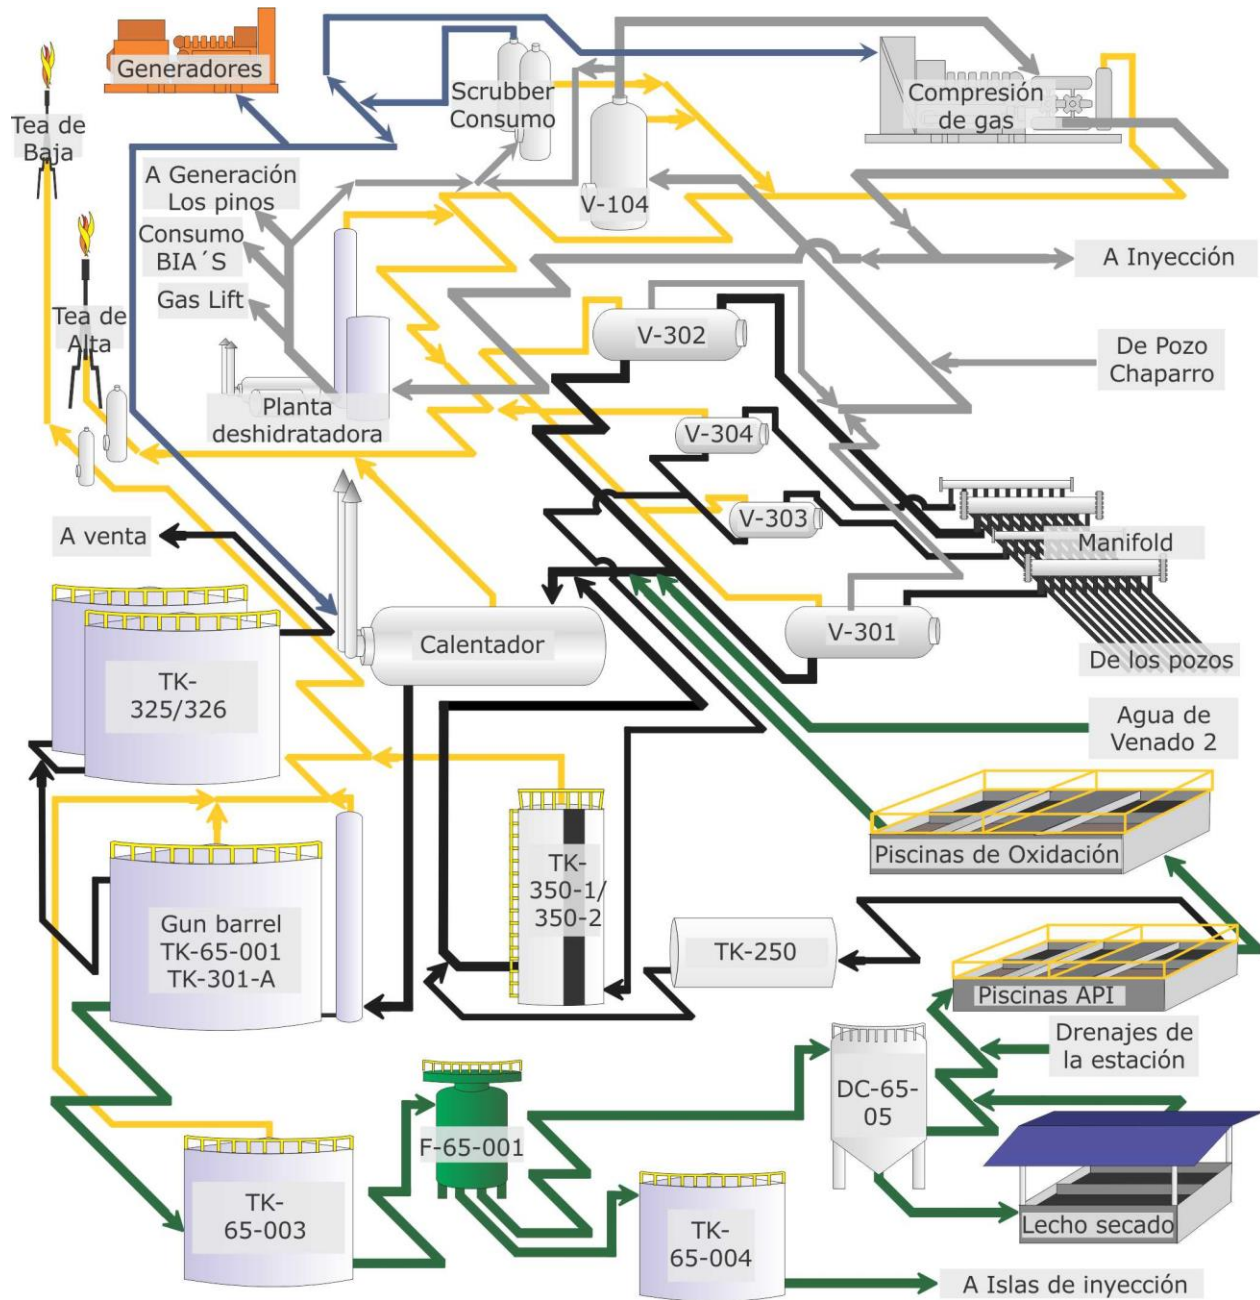 Generadores
Tea de
Baja
Scrubber
Consumo
Compresión
de gas
A Generación
Los pinos
V-104
Consumo
BIA´S
A Inyección
Gas Lift
Tea de
Alta
V-302
De Pozo
Chaparro
Planta
deshidratadora
V-304
V-303
Manifold
A venta
V-301
Calentador
De los pozos
TK-
325/326
Agua de
Venado 2
Piscinas de Oxidación
TK-
350-1/
350-2
Gun barrel
TK-65-001
TK-301-A
TK-250
Piscinas API
Drenajes de
la estación
DC-65-
05
F-65-001
TK-
65-003
TK-
65-004
Lecho secado
A Islas de inyección